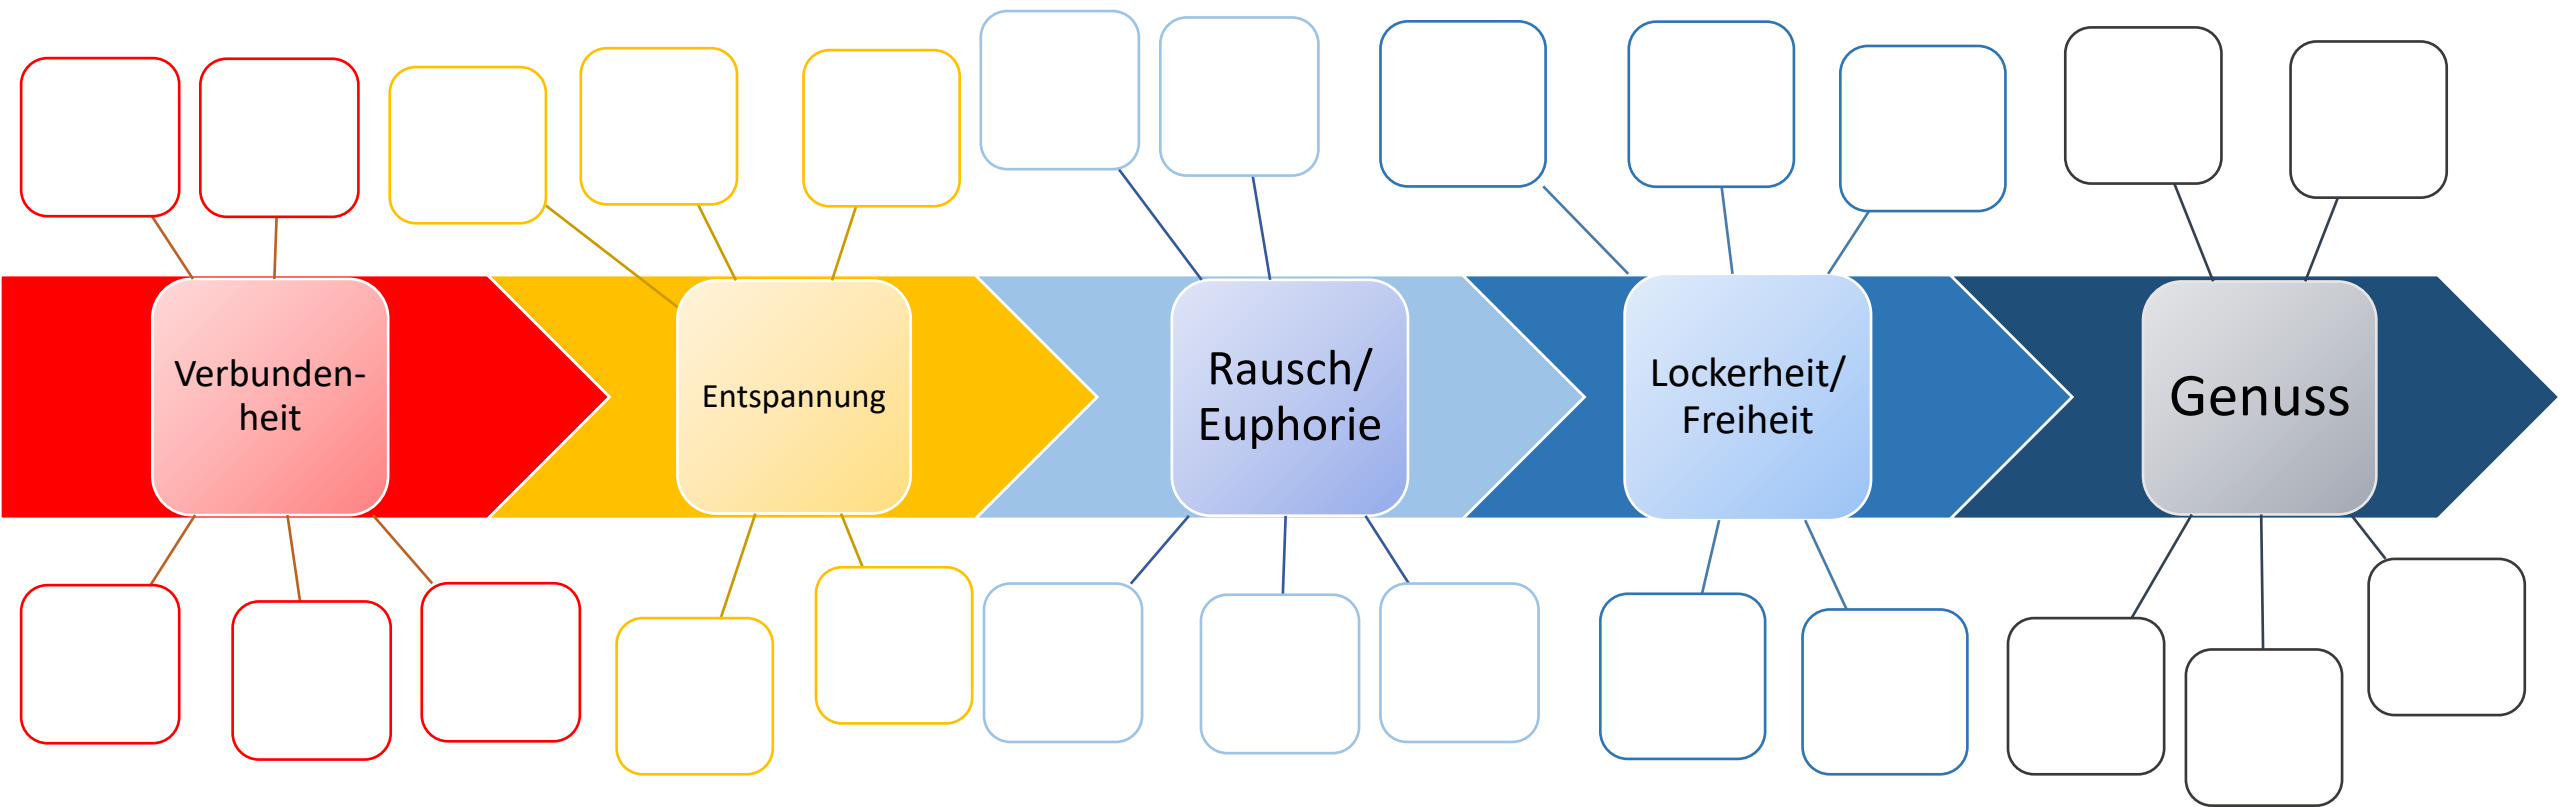 Verbunden-
heit
Entspannung
Rausch/
Euphorie
Lockerheit/
Freiheit
Genuss